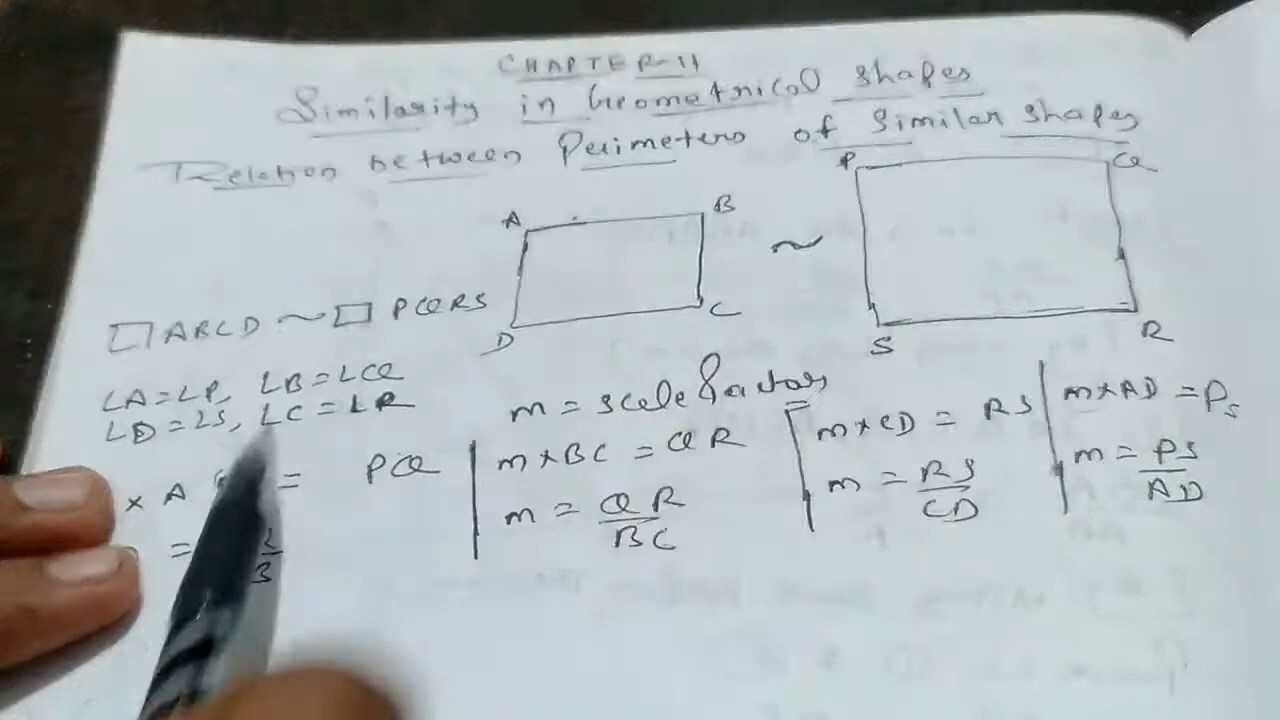 CHAPTER-11
Similarity in Geometrical shapes
Relation between Perimeters of Similar shapes
A B
D C
~
P Q
S R
□ABCD ~ □ PQRS
∠A=∠P, ∠B=∠Q
∠D=∠S, ∠C=∠R
m = scale factor
× A = PQ
=
m×BC = QR
m = QR/BC
m×CD = RS
m = RS/CD
m×AD = PS
m = PS/AD